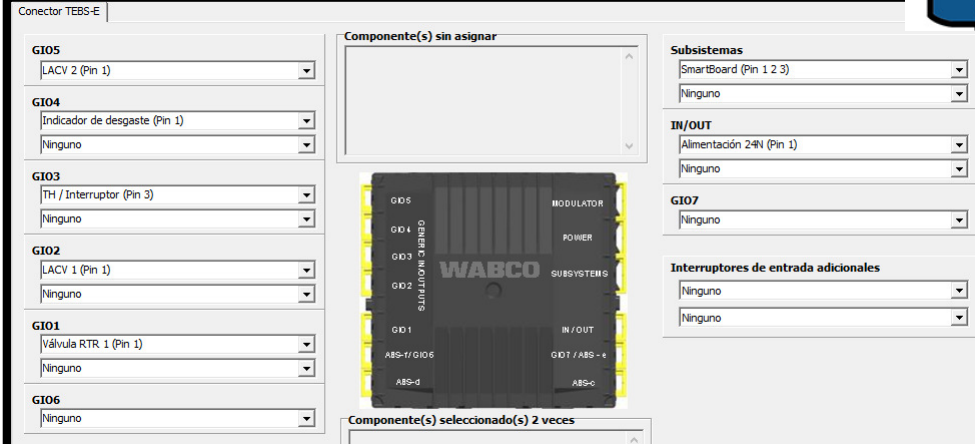 Conector TEBS-E
GIO5
LACV 2 (Pin 1)
GIO4
Indicador de desgaste (Pin 1)
Ninguno
GIO3
TH / Interruptor (Pin 3)
Ninguno
GIO2
LACV 1 (Pin 1)
Ninguno
GIO1
Válvula RTR 1 (Pin 1)
Ninguno
GIO6
Ninguno
Componente(s) sin asignar
GIO5
GIO4
GIO3
GIO2
GENERIC IN/OUTPUTS
GIO1
ABS-f/GIO6
ABS-d
WABCO
MODULATOR
POWER
SUBSYSTEMS
IN/OUT
GIO7/ABS-e
ABS-c
Componente(s) seleccionado(s) 2 veces
Subsistemas
SmartBoard (Pin 1 2 3)
Ninguno
IN/OUT
Alimentación 24N (Pin 1)
Ninguno
GIO7
Ninguno
Interruptores de entrada adicionales
Ninguno
Ninguno